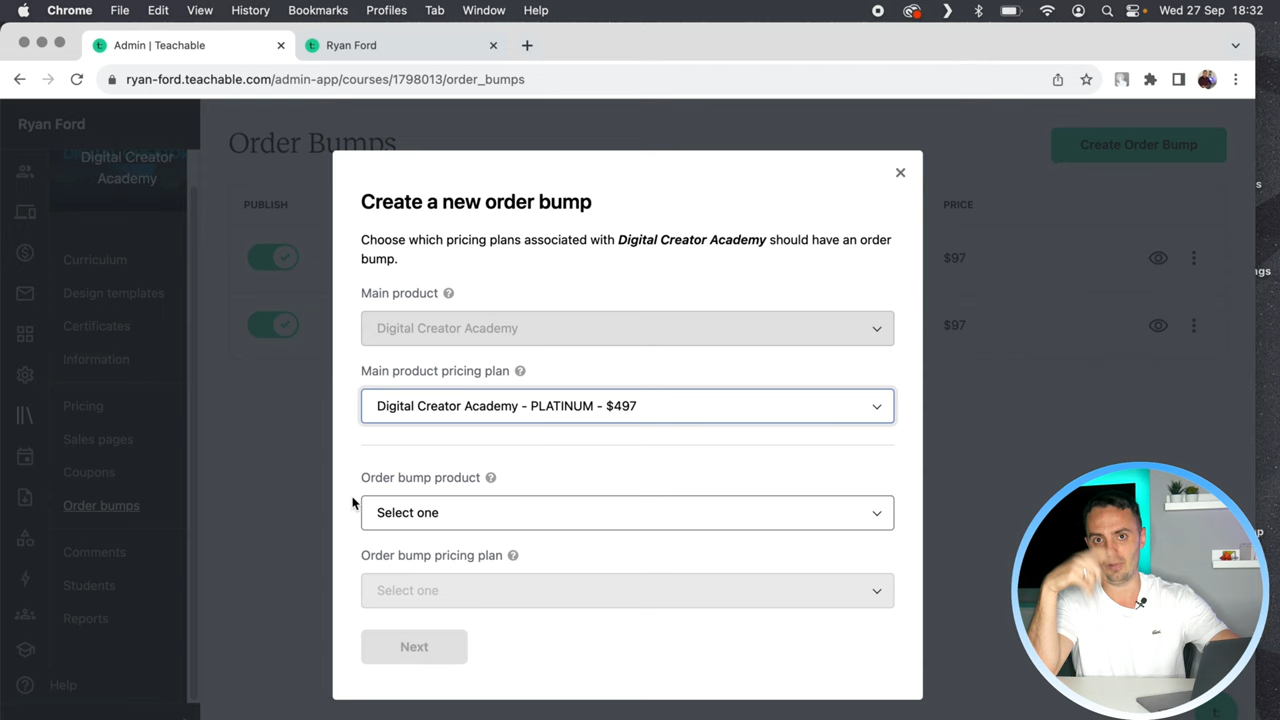 Chrome File Edit View History Bookmarks Profiles Tab Window Help Wed 27 Sep 18:32
Admin | Teachable
Ryan Ford
ryan-ford.teachable.com/admin-app/courses/1798013/order_bumps
Ryan Ford
Digital Creator
Academy
Curriculum
Design templates
Certificates
Information
Pricing
Sales pages
Coupons
Order bumps
Comments
Students
Reports
Help
Order Bumps
Create Order Bump
PUBLISH
PRICE
$97
$97
Create a new order bump
Choose which pricing plans associated with Digital Creator Academy should have an order
bump.
Main product ?
Digital Creator Academy
Main product pricing plan ?
Digital Creator Academy - PLATINUM - $497
Order bump product ?
Select one
Order bump pricing plan ?
Select one
Next